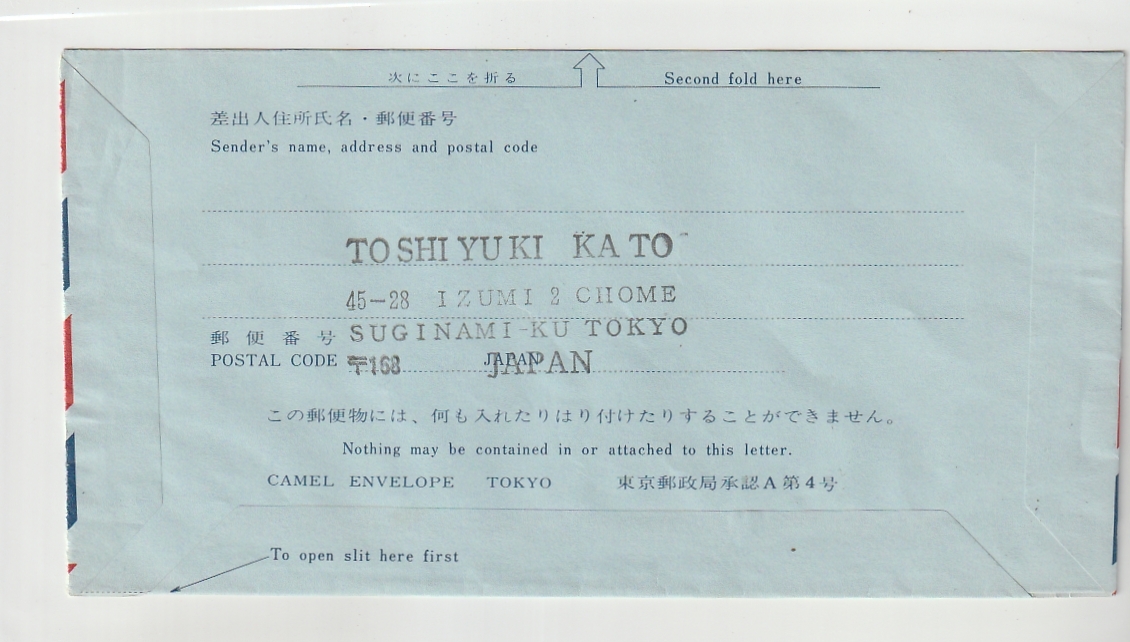 次にここを折る Second fold here
差出人住所氏名・郵便番号
Sender's name, address and postal code
TOSHIYUKI KATO
45-28 IZUMI 2 CHOME
郵便番号 SUGINAMI-KU TOKYO
POSTAL CODE 〒168 JAPAN JAPAN
この郵便物には、何も入れたりはり付けたりすることができません。
Nothing may be contained in or attached to this letter.
CAMEL ENVELOPE TOKYO 東京郵政局承認A第4号
To open slit here first